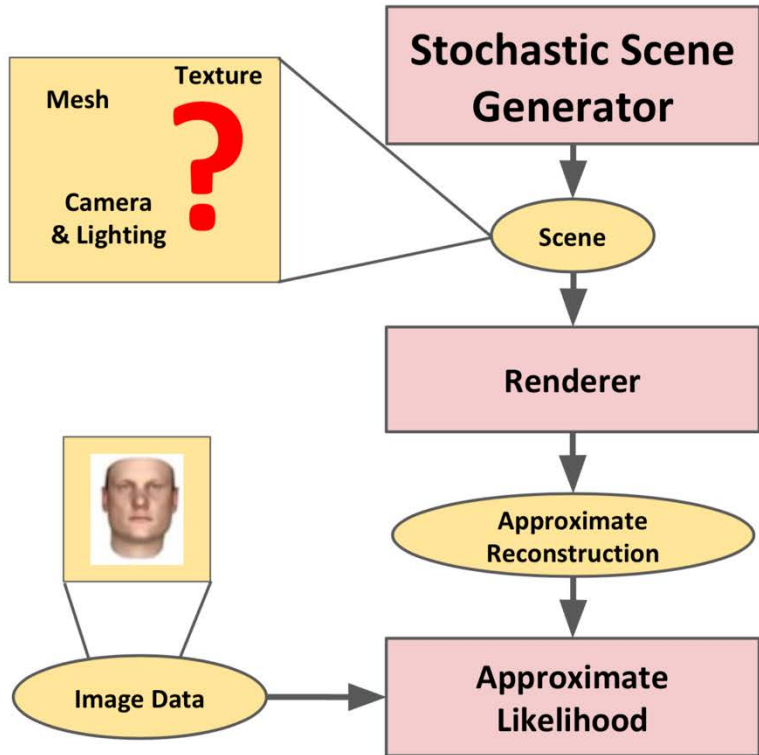 Stochastic Scene
Generator
Texture
Mesh
?
Camera
& Lighting
Scene
Renderer
Approximate
Reconstruction
Image Data
Approximate
Likelihood